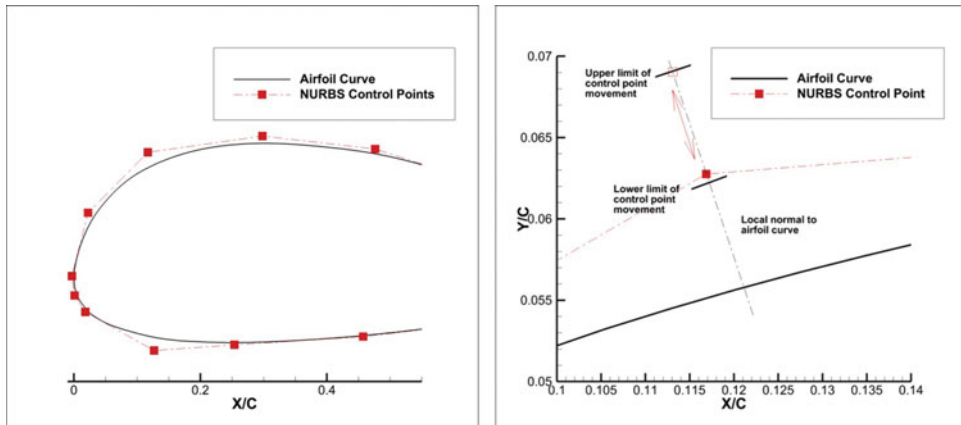 Airfoil Curve
NURBS Control Points
0
0.2
0.4
X/C
0.07
0.065
0.06
0.055
0.05
Y/C
Upper limit of
control point
movement
Airfoil Curve
NURBS Control Point
Lower limit of
control point
movement
Local normal to
airfoil curve
0.1
0.105
0.11
0.115
0.12
0.125
0.13
0.135
0.14
X/C